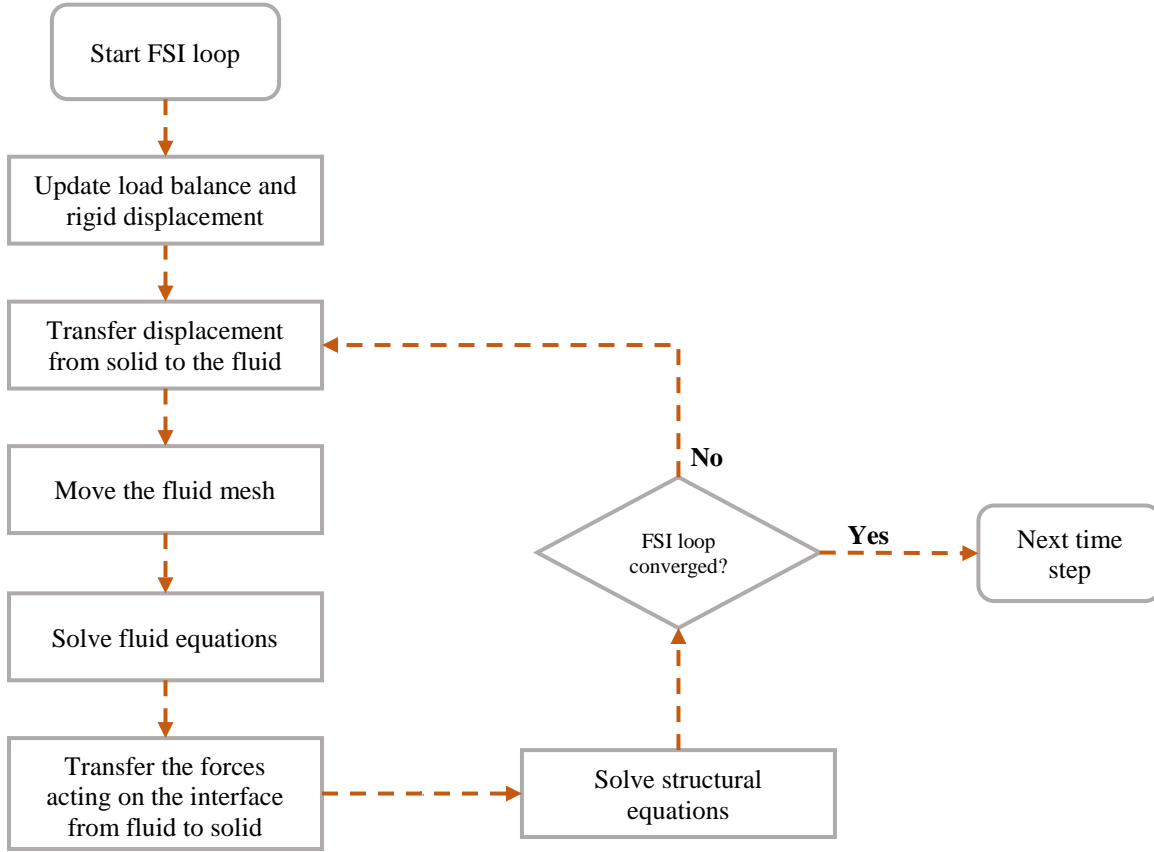 Start FSI loop
Update load balance and
rigid displacement
Transfer displacement
from solid to the fluid
Move the fluid mesh
Solve fluid equations
Transfer the forces
acting on the interface
from fluid to solid
Solve structural
equations
FSI loop
converged?
No
Yes
Next time
step